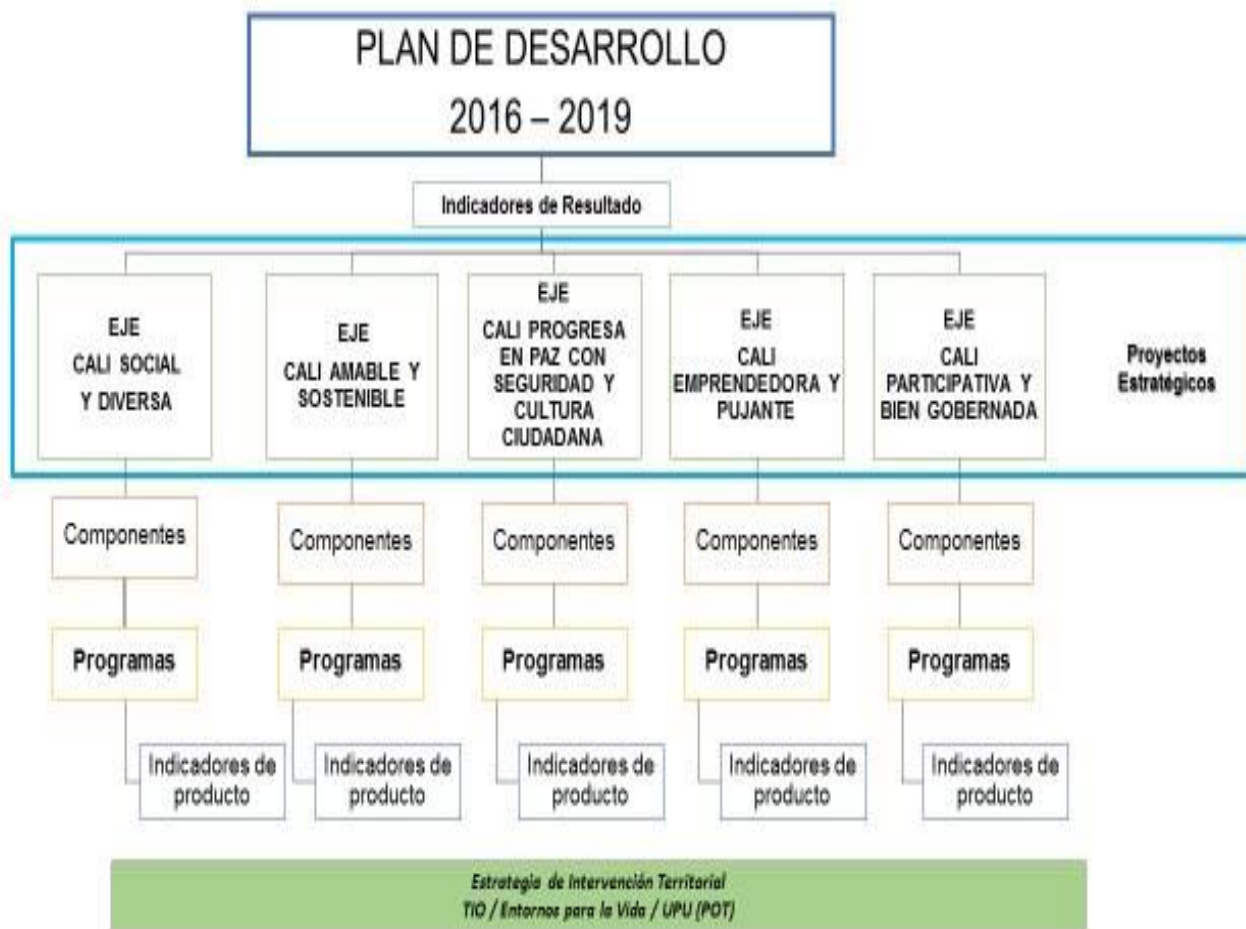 PLAN DE DESARROLLO
2016 – 2019
Indicadores de Resultado
EJE
CALI SOCIAL
Y DIVERSA
EJE
CALI AMABLE Y
SOSTENIBLE
EJE
CALI PROGRESA
EN PAZ CON
SEGURIDAD Y
CULTURA
CIUDADANA
EJE
CALI
EMPRENDEDORA Y
PUJANTE
EJE
CALI
PARTICIPATIVA Y
BIEN GOBERNADA
Proyectos
Estratégicos
Componentes
Componentes
Componentes
Componentes
Componentes
Programas
Programas
Programas
Programas
Programas
Indicadores de
producto
Indicadores de
producto
Indicadores de
producto
Indicadores de
producto
Indicadores de
producto
Estrategia de Intervención Territorial
TIO / Entornos para la Vida / UPU (POT)